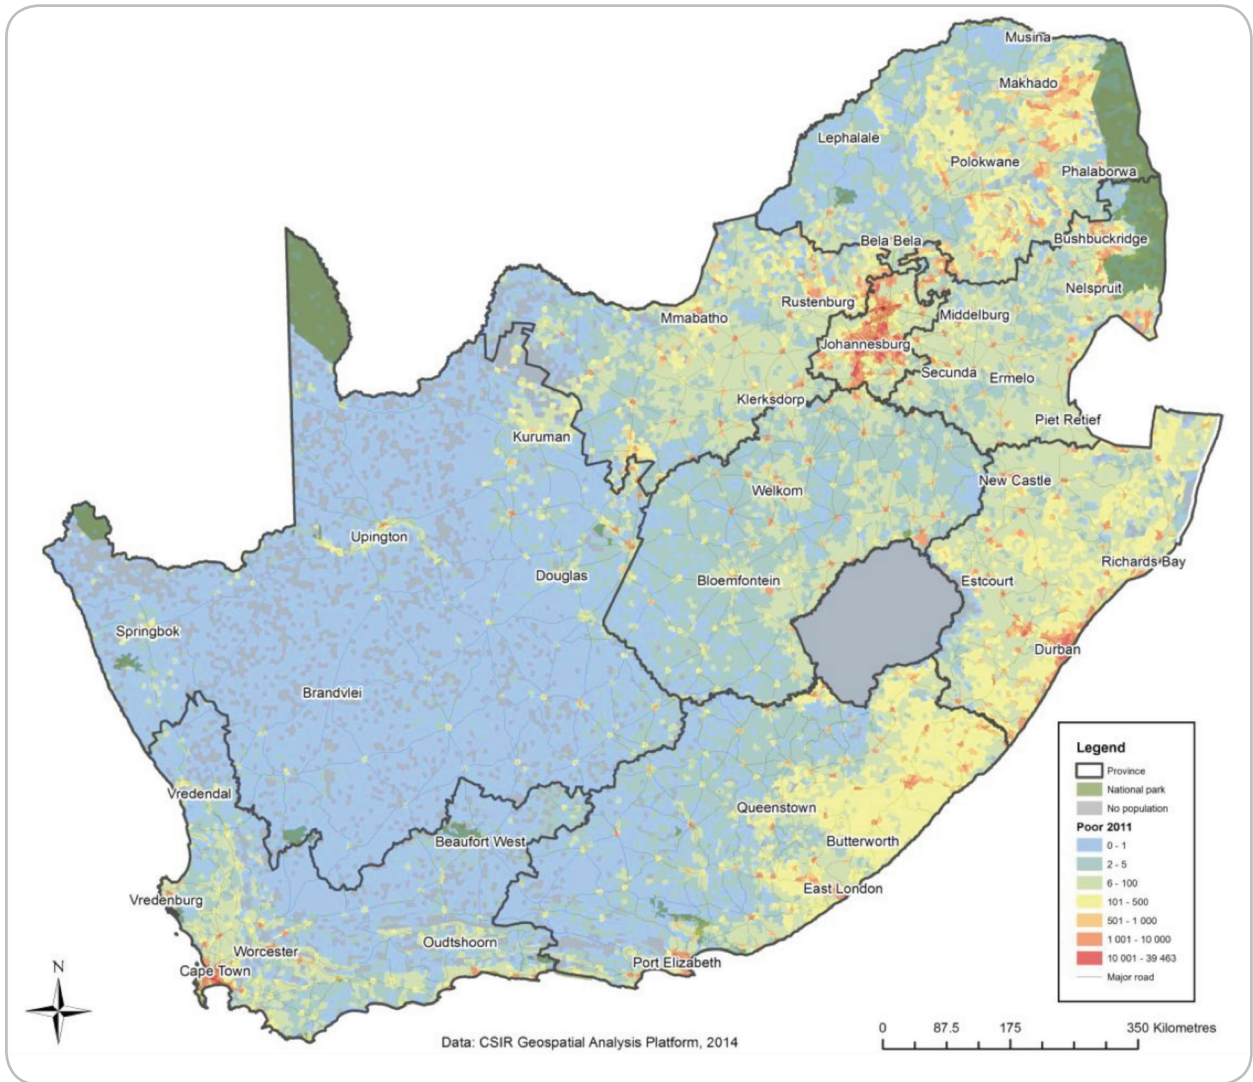 Musina
Makhado
Lephalale
Polokwane
Phalaborwa
Bela Bela
Bushbuckridge
Nelspruit
Rustenburg
Mmabatho
Middelburg
Johannesburg
Secunda
Ermelo
Klerksdorp
Piet Retief
Kuruman
New Castle
Welkom
Upington
Richards Bay
Douglas
Bloemfontein
Estcourt
Springbok
Durban
Brandvlei
Vredendal
Queenstown
Beaufort West
Butterworth
East London
Vredenburg
Oudtshoorn
Worcester
Port Elizabeth
Cape Town
Legend
Province
National park
No population
Poor 2011
0 - 1
2 - 5
6 - 100
101 - 500
501 - 1 000
1 001 - 10 000
10 001 - 39 463
Major road
N
0 87.5 175 350 Kilometres
Data: CSIR Geospatial Analysis Platform, 2014